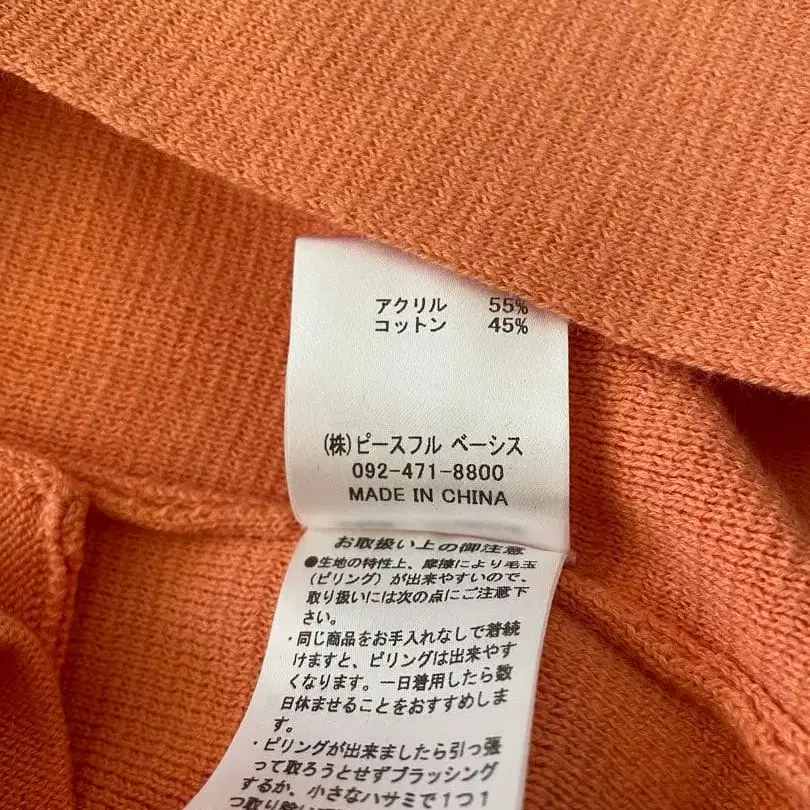 アクリル 55%
コットン 45%
(株)ピースフル ベーシス
092-471-8800
MADE IN CHINA
お取扱い上の御注意
●生地の特性上、摩擦により毛玉
(ピリング)が出来やすいので、
取り扱いには次の点にご注意下
さい。
・同じ商品をお手入れなしで着続
けますと、ピリングは出来やす
くなります。一日着用したら数
日休ませることをおすすめしま
す。
・ピリングが出来ましたら引っ張
って取ろうとせずブラッシング
するか、小さなハサミで1つ1
つ取り除い